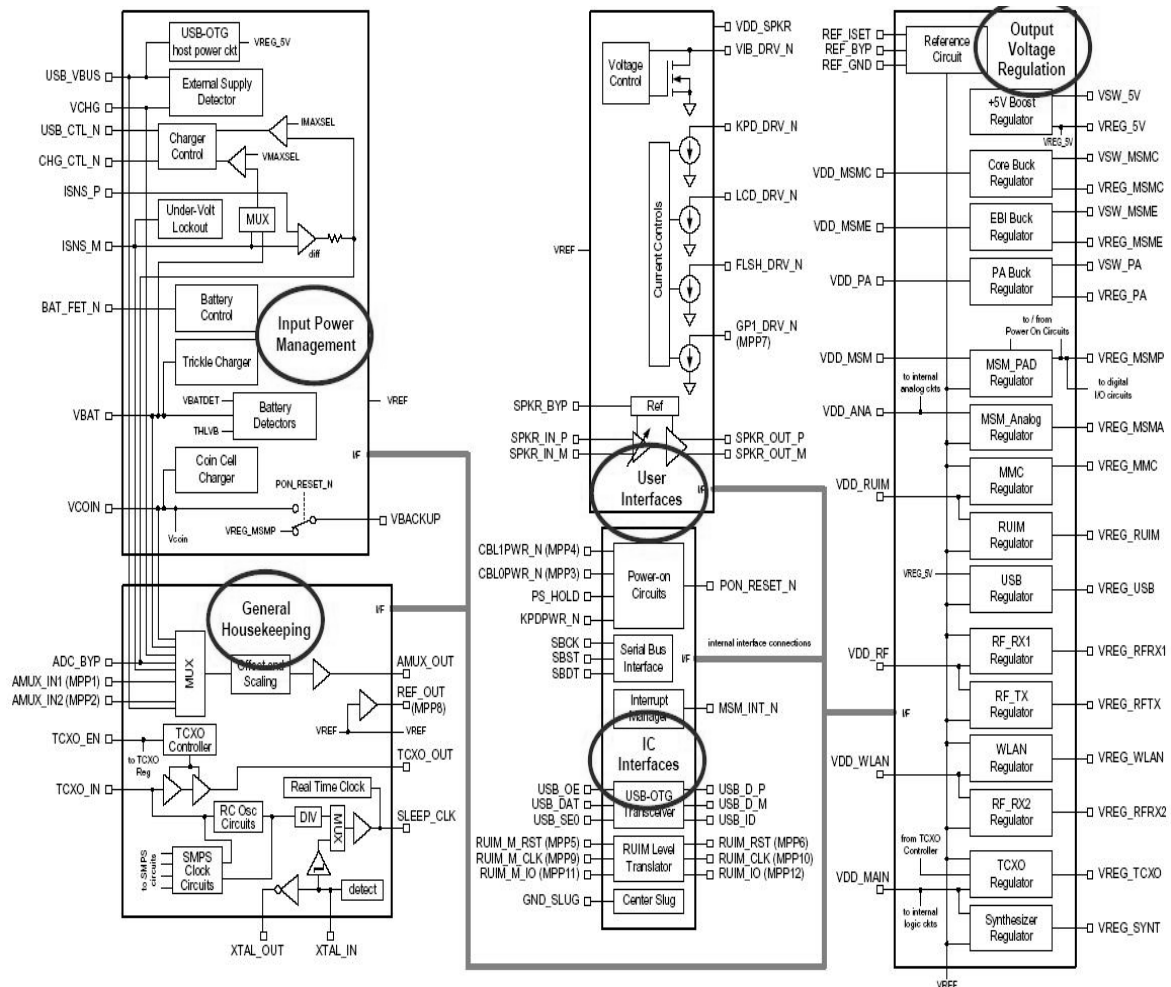 USB-OTG
host power ckt
VREG_5V
USB_VBUS
External Supply
Detector
VCHG
USB_CTL_N
Charger
Control
IMAXSEL
CHG_CTL_N
VMAXSEL
ISNS_P
Under-Volt
Lockout
MUX
ISNS_M
diff
BAT_FET_N
Battery
Control
Input Power
Management
Trickle Charger
VBATDET
VBAT
Battery
Detectors
THLVB
VREF
Coin Cell
Charger
I/F
PON_RESET_N
VCOIN
Vcoin
VREG_MSMP
VBACKUP
General
Housekeeping
I/F
ADC_BYP
AMUX_IN1 (MPP1)
AMUX_IN2 (MPP2)
MUX
Offset and
Scaling
AMUX_OUT
REF_OUT
(MPP8)
VREF
VREF
TCXO_EN
TCXO
Controller
to TCXO
Reg
TCXO_OUT
TCXO_IN
Real Time Clock
RC Osc
Circuits
DIV
MUX
SLEEP_CLK
to SMPS
circuits
SMPS
Clock
Circuits
detect
XTAL_OUT
XTAL_IN
VDD_SPKR
VIB_DRV_N
Voltage
Control
KPD_DRV_N
LCD_DRV_N
VREF
Current Controls
FLSH_DRV_N
GP1_DRV_N
(MPP7)
SPKR_BYP
Ref
SPKR_IN_P
SPKR_IN_M
SPKR_OUT_P
SPKR_OUT_M
User
Interfaces
I/F
CBL1PWR_N (MPP4)
CBL0PWR_N (MPP3)
PS_HOLD
KPDPWR_N
Power-on
Circuits
PON_RESET_N
SBCK
SBST
SBDT
Serial Bus
Interface
I/F
internal interface connections
Interrupt
Manager
MSM_INT_N
IC
Interfaces
USB_OE
USB_DAT
USB_SE0
USB-OTG
Transceiver
USB_D_P
USB_D_M
USB_ID
RUIM_M_RST (MPP5)
RUIM_M_CLK (MPP9)
RUIM_M_IO (MPP11)
RUIM Level
Translator
RUIM_RST (MPP6)
RUIM_CLK (MPP10)
RUIM_IO (MPP12)
GND_SLUG
Center Slug
REF_ISET
REF_BYP
REF_GND
Reference
Circuit
Output
Voltage
Regulation
+5V Boost
Regulator
VSW_5V
VREG_5V
VREG_5V
VDD_MSMC
Core Buck
Regulator
VSW_MSMC
VREG_MSMC
VDD_MSME
EBI Buck
Regulator
VSW_MSME
VREG_MSME
VDD_PA
PA Buck
Regulator
VSW_PA
VREG_PA
to / from
Power On Circuits
VDD_MSM
MSM_PAD
Regulator
VREG_MSMP
to internal
analog ckts
to digital
I/O circuits
VDD_ANA
MSM_Analog
Regulator
VREG_MSMA
VDD_RUIM
MMC
Regulator
VREG_MMC
RUIM
Regulator
VREG_RUIM
VREG_5V
USB
Regulator
VREG_USB
VDD_RF
RF_RX1
Regulator
VREG_RFRX1
RF_TX
Regulator
VREG_RFTX
I/F
VDD_WLAN
WLAN
Regulator
VREG_WLAN
RF_RX2
Regulator
VREG_RFRX2
from TCXO
Controller
VDD_MAIN
TCXO
Regulator
VREG_TCXO
to internal
logic ckts
Synthesizer
Regulator
VREG_SYNT
VREF